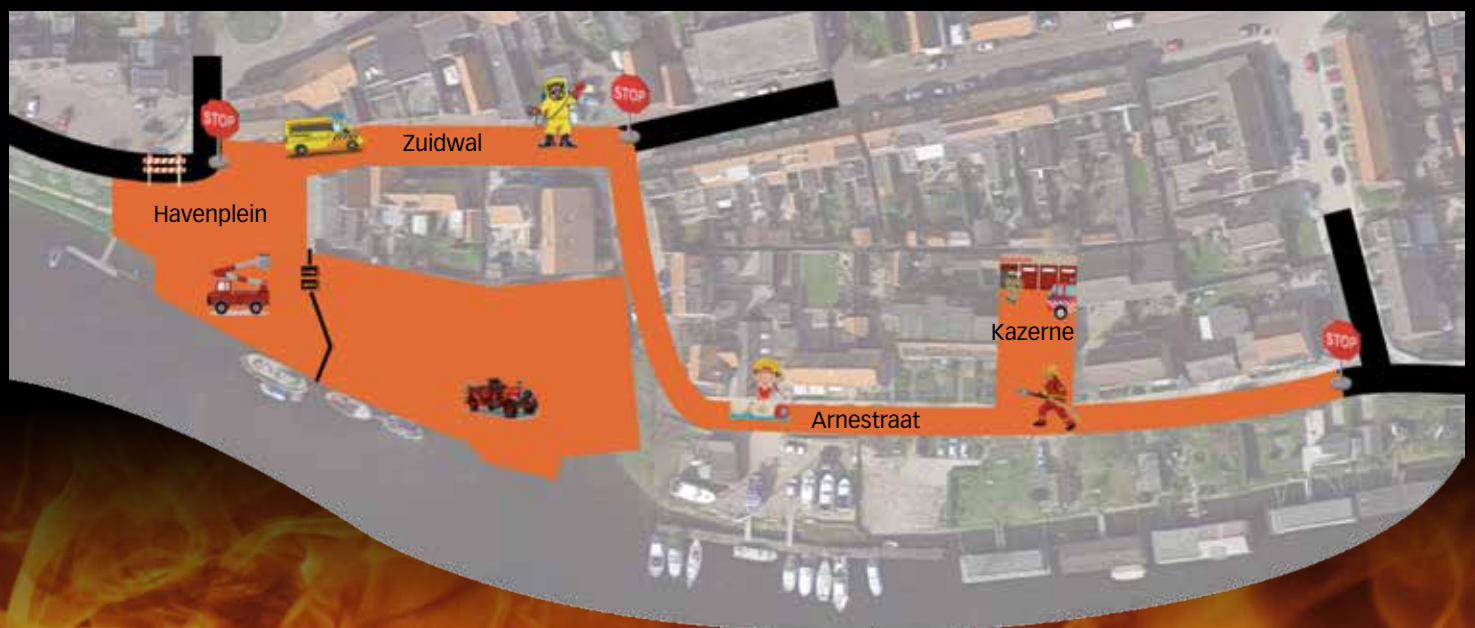 STOP
STOP
Zuidwal
Havenplein
Kazerne
STOP
Arnestraat